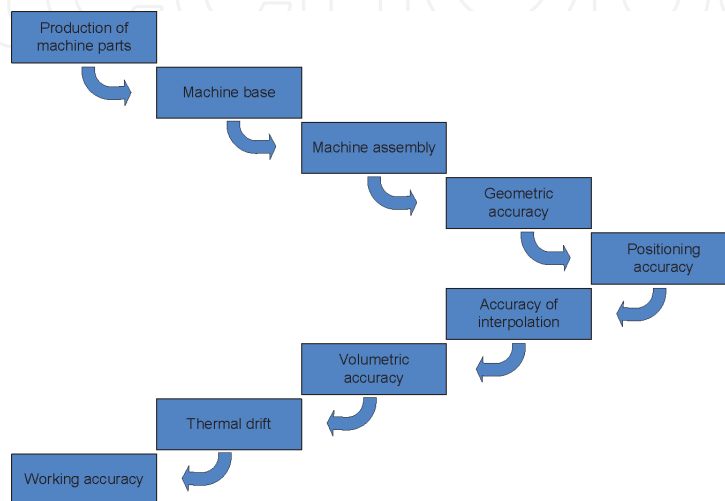 Production of
machine parts
Machine base
Machine assembly
Geometric
accuracy
Positioning
accuracy
Accuracy of
interpolation
Volumetric
accuracy
Thermal drift
Working accuracy